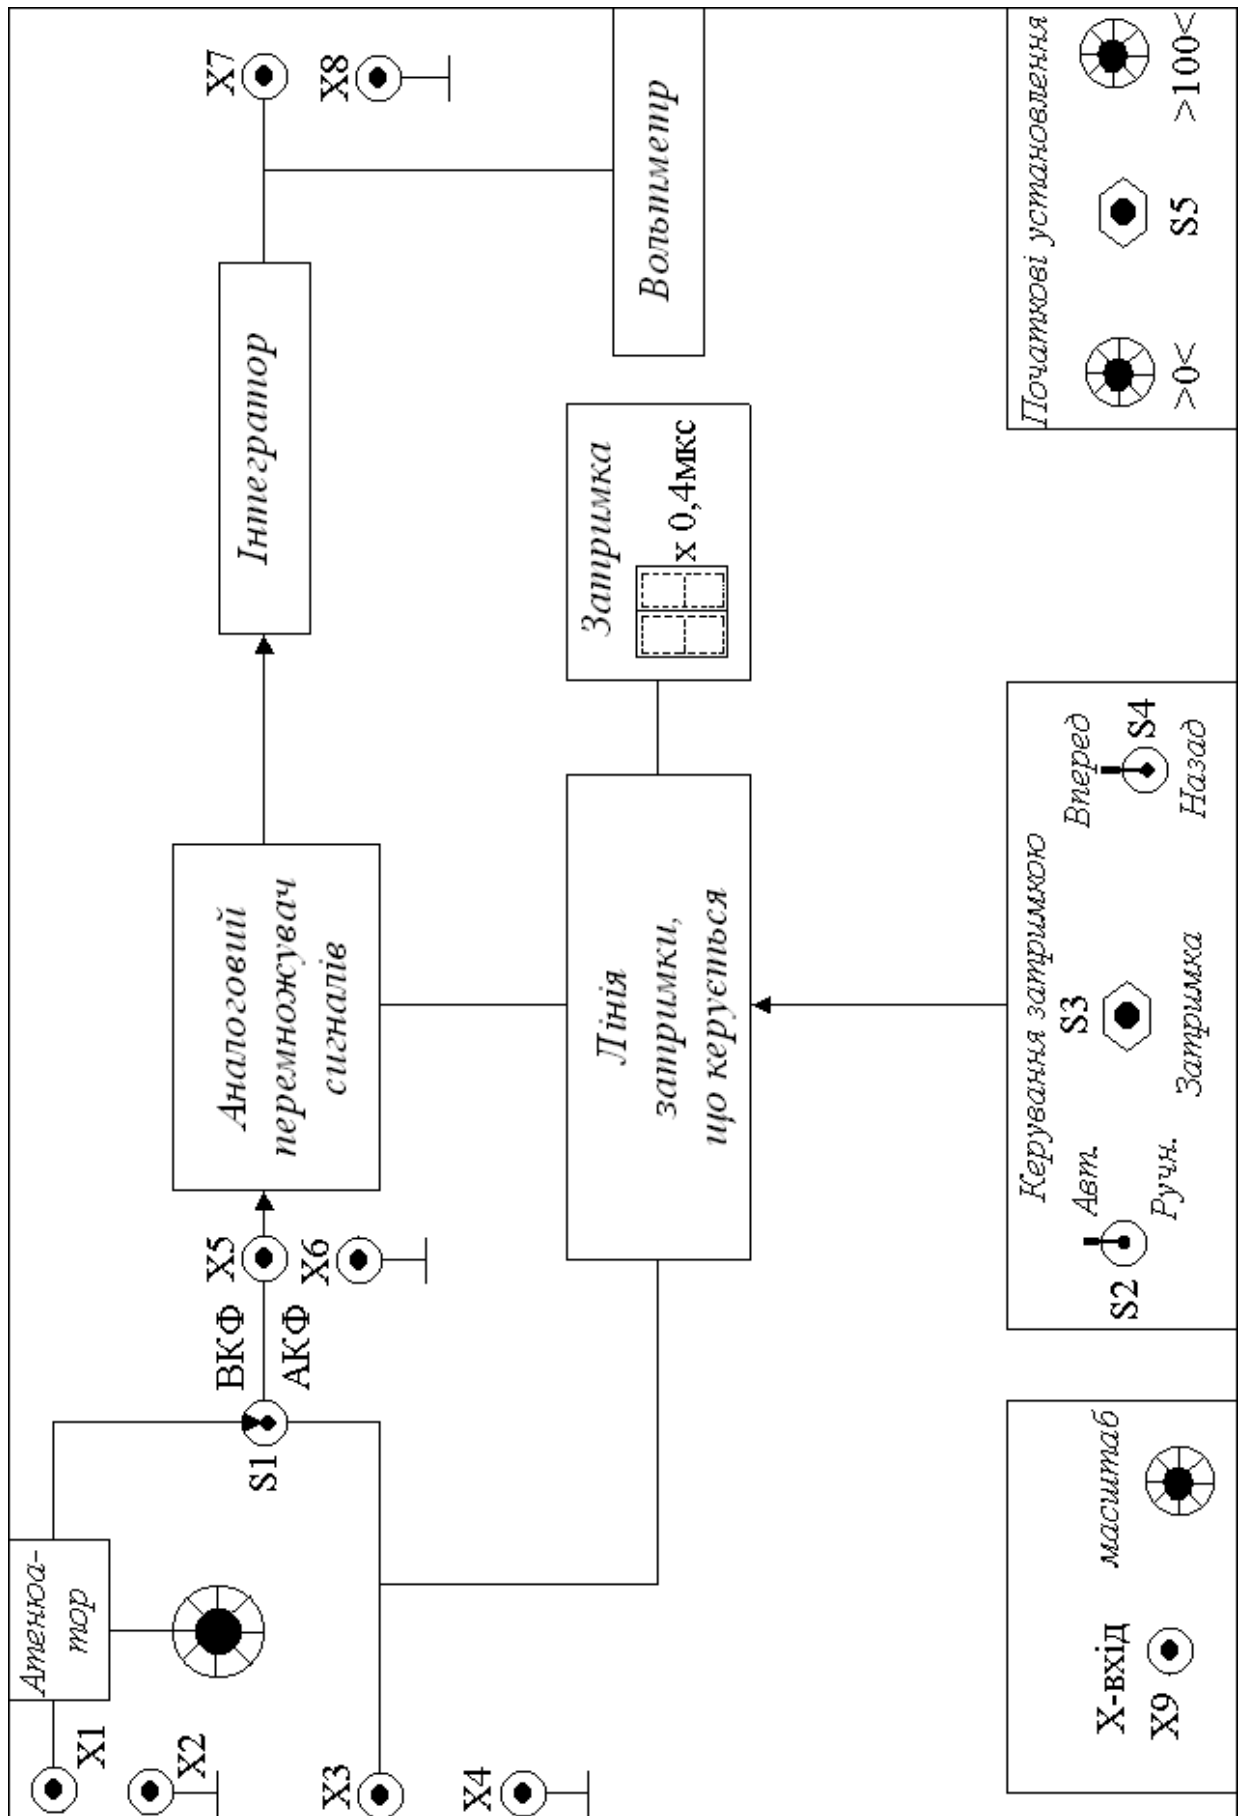 Атенюа-
тор
X1
X2
X3
X4
S1
ВКФ
АКФ
X5
X6
Аналоговий
перемножувач
сигналів
Інтегратор
X7
X8
Вольтметр
Лінія
затримки,
що керується
Затримка
x 0,4мкс
X-вхід
X9
масштаб
Керування затримкою
S2
Авт.
Ручн.
S3
Затримка
Вперед
S4
Назад
Початкові установлення
>0<
S5
>100<